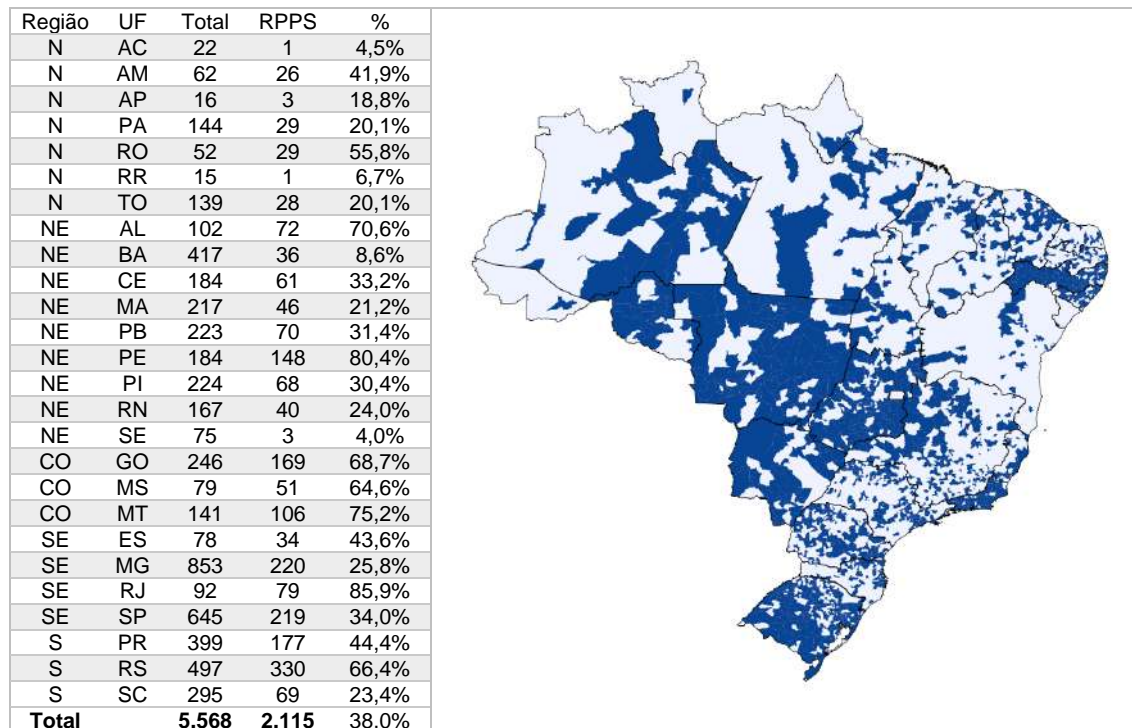 Região UF Total RPPS %
N AC 22 1 4,5%
N AM 62 26 41,9%
N AP 16 3 18,8%
N PA 144 29 20,1%
N RO 52 29 55,8%
N RR 15 1 6,7%
N TO 139 28 20,1%
NE AL 102 72 70,6%
NE BA 417 36 8,6%
NE CE 184 61 33,2%
NE MA 217 46 21,2%
NE PB 223 70 31,4%
NE PE 184 148 80,4%
NE PI 224 68 30,4%
NE RN 167 40 24,0%
NE SE 75 3 4,0%
CO GO 246 169 68,7%
CO MS 79 51 64,6%
CO MT 141 106 75,2%
SE ES 78 34 43,6%
SE MG 853 220 25,8%
SE RJ 92 79 85,9%
SE SP 645 219 34,0%
S PR 399 177 44,4%
S RS 497 330 66,4%
S SC 295 69 23,4%
Total 5.568 2.115 38,0%